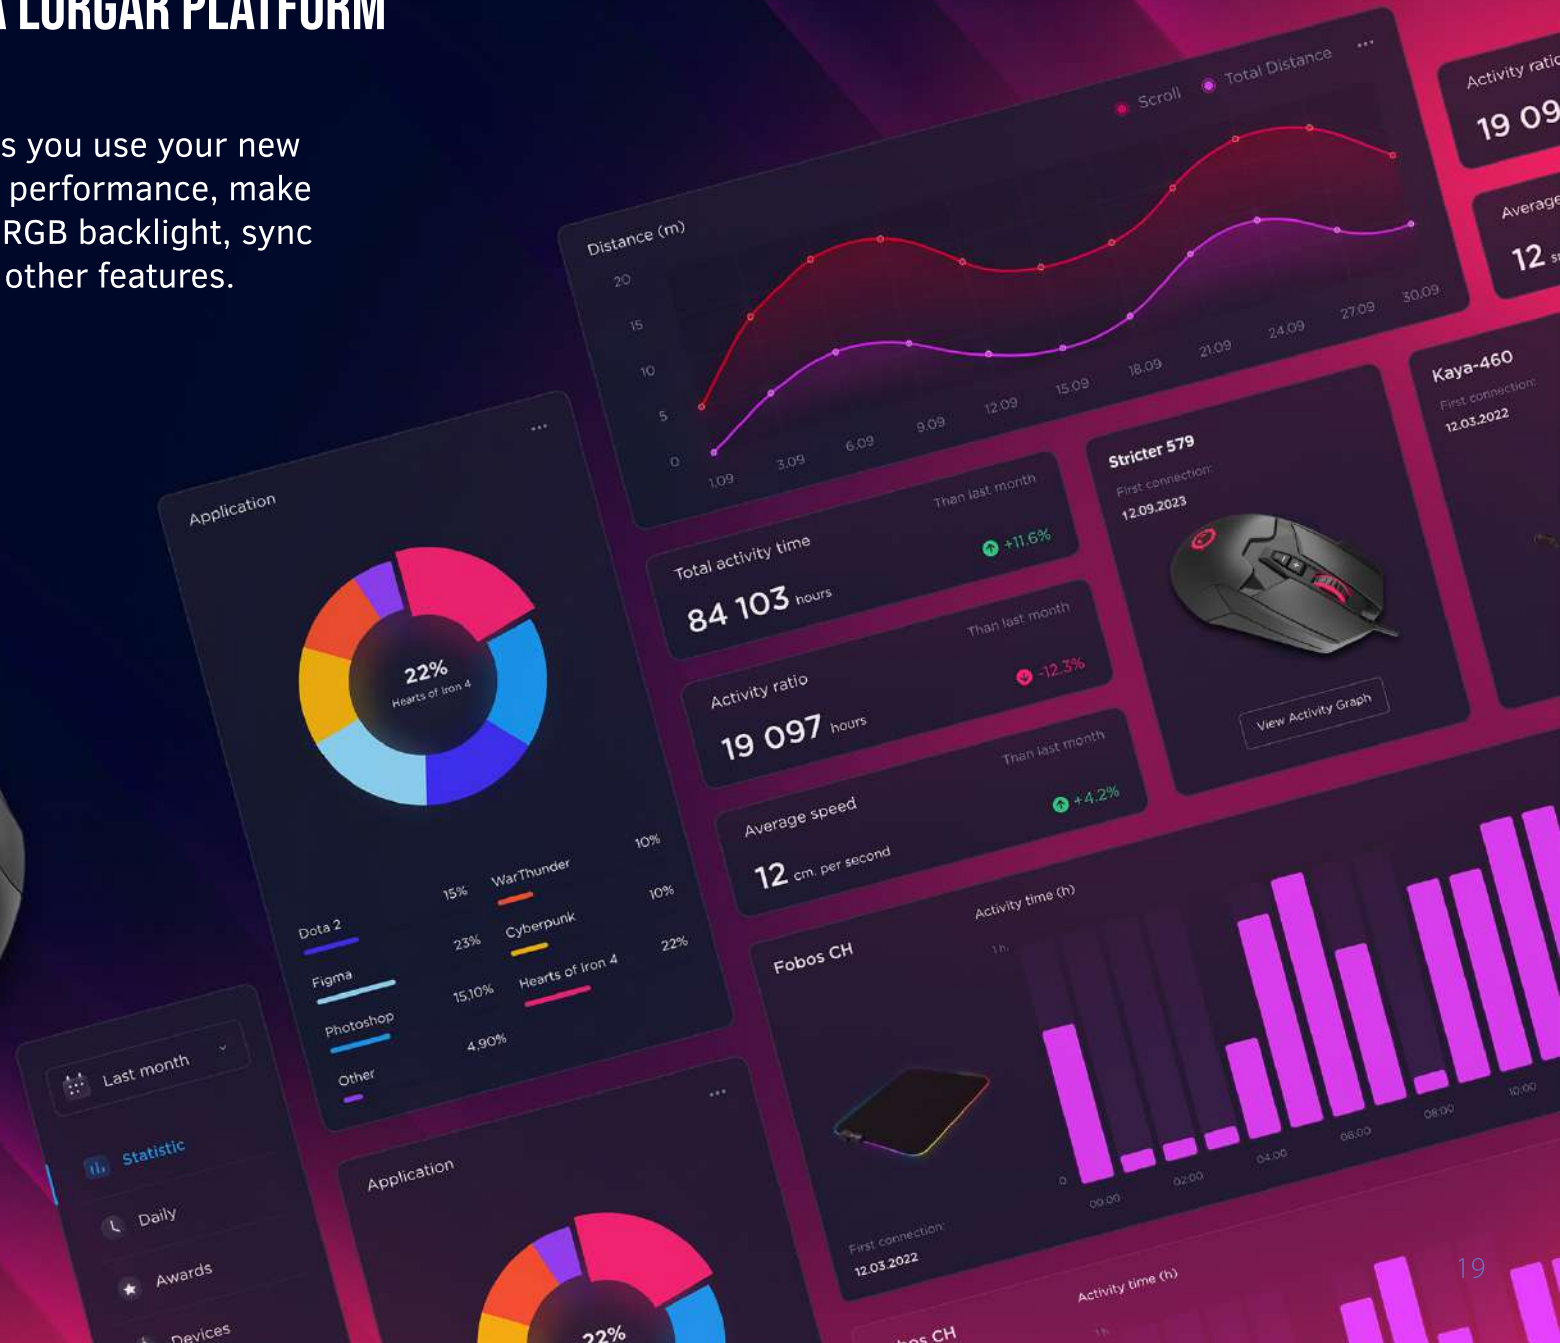 A LORGAR PLATFORM
s you use your new
performance, make
RGB backlight, sync
other features.
Scroll
Total Distance
Distance (m)
20
15
10
5
0
1.09
3.09
6.09
9.09
12.09
15.09
18.09
21.09
24.09
27.09
30.09
Activity ratio
19 09
Average
12
Application
22%
Hearts of Iron 4
Dota 2
15%
Figma
23%
Photoshop
15,10%
Other
4,90%
WarThunder
10%
Cyberpunk
10%
Hearts of Iron 4
22%
Total activity time
Than last month
84 103 hours
+11.6%
Activity ratio
Than last month
19 097 hours
-12.3%
Average speed
Than last month
12 cm. per second
+4.2%
Stricter 579
First connection:
12.09.2023
View Activity Graph
Kaya-460
First connection:
12.03.2022
Fobos CH
Activity time (h)
1 h.
0
00:00
02:00
04:00
06:00
08:00
10:00
First connection:
12.03.2022
Last month
Statistic
Daily
Awards
Devices
Application
22%
bos CH
Activity time (h)
1 h.
19